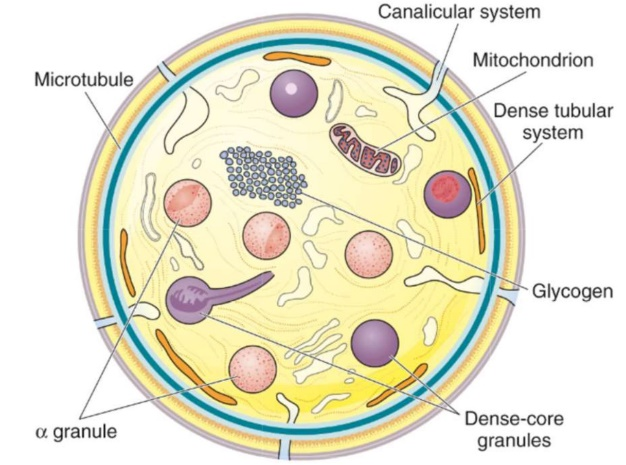 Canalicular system
Mitochondrion
Microtubule
Dense tubular
system
Glycogen
α granule
Dense-core
granules